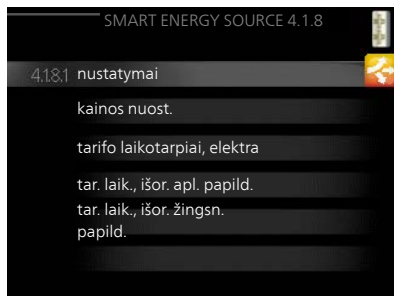 SMART ENERGY SOURCE 4.1.8
4.1.8.1 nustatymai
kainos nuost.
tarifo laikotarpiai, elektra
tar. laik., išor. apl. papild.
tar. laik., išor. žingsn.
papild.